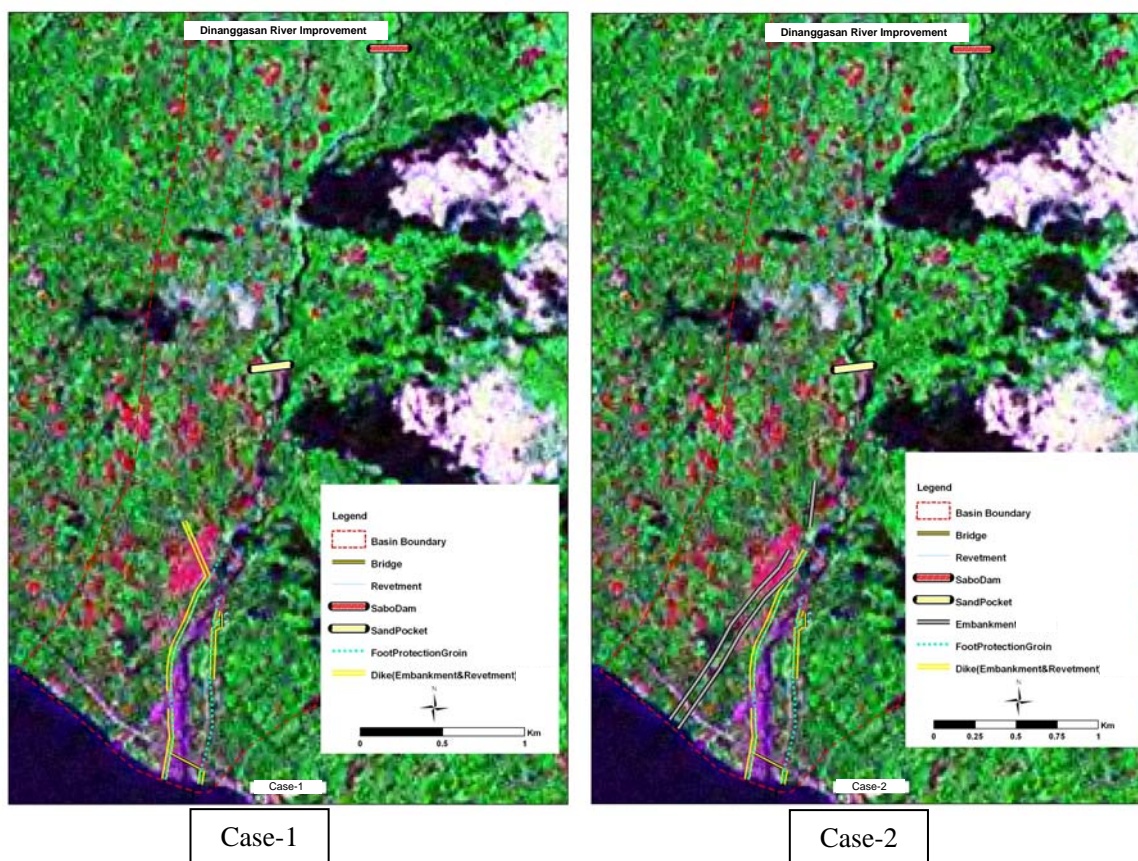 Dinanggasan River Improvement
Legend
Basin Boundary
Bridge
Revetment
SaboDam
SandPocket
FootProtectionGroin
Dike(Embankment&Revetment)
N
Km
0 0.5 1
Case-1
Case-1
Dinanggasan River Improvement
Legend
Basin Boundary
Bridge
Revetment
SaboDam
SandPocket
Embankment
FootProtectionGroin
Dike(Embankment&Revetment)
N
Km
0 0.25 0.5 0.75 1
Case-2
Case-2